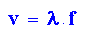 v = λ.f